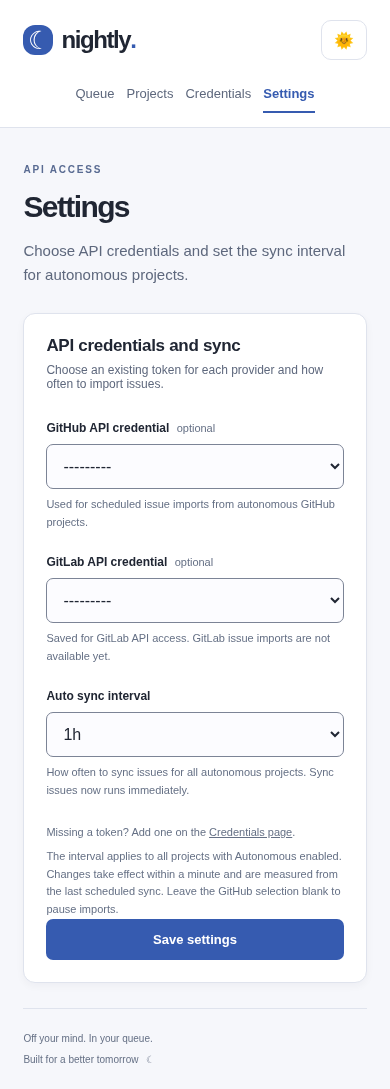 nightly.
Queue Projects Credentials Settings
API ACCESS
Settings
Choose API credentials and set the sync interval
for autonomous projects.
API credentials and sync
Choose an existing token for each provider and how
often to import issues.
GitHub API credential optional
---------
Used for scheduled issue imports from autonomous GitHub
projects.
GitLab API credential optional
---------
Saved for GitLab API access. GitLab issue imports are not
available yet.
Auto sync interval
1h
How often to sync issues for all autonomous projects. Sync
issues now runs immediately.
Missing a token? Add one on the Credentials page.
The interval applies to all projects with Autonomous enabled.
Changes take effect within a minute and are measured from
the last scheduled sync. Leave the GitHub selection blank to
pause imports.
Save settings
Off your mind. In your queue.
Built for a better tomorrow ☾